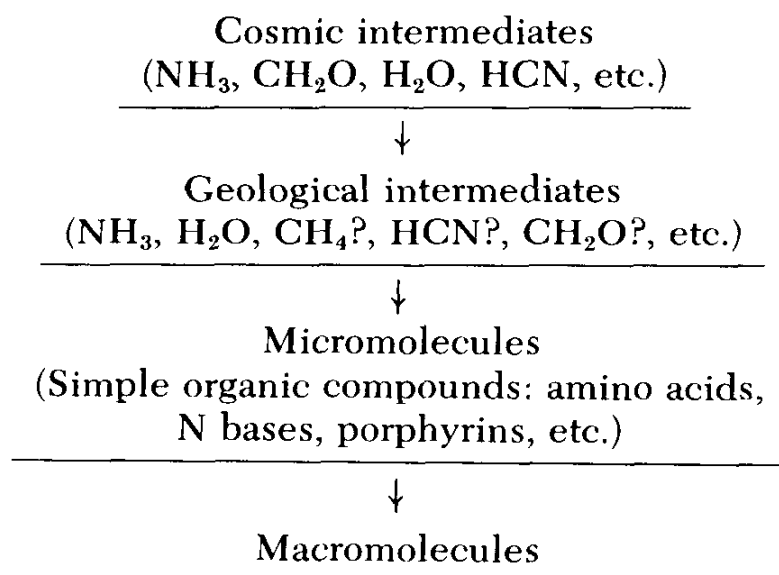 Cosmic intermediates
(NH₃, CH₂O, H₂O, HCN, etc.)
↓
Geological intermediates
(NH₃, H₂O, CH₄?, HCN?, CH₂O?, etc.)
↓
Micromolecules
(Simple organic compounds: amino acids,
N bases, porphyrins, etc.)
↓
Macromolecules